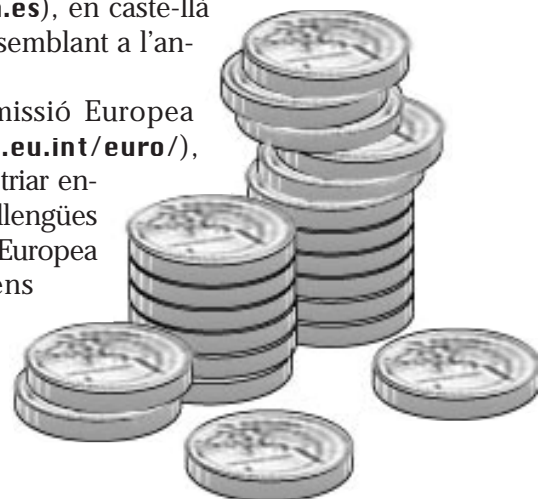 .es), en caste-llà
semblant a l'an-
missió Europea
.eu.int/euro/),
triar en-
llengües
Europea
ens